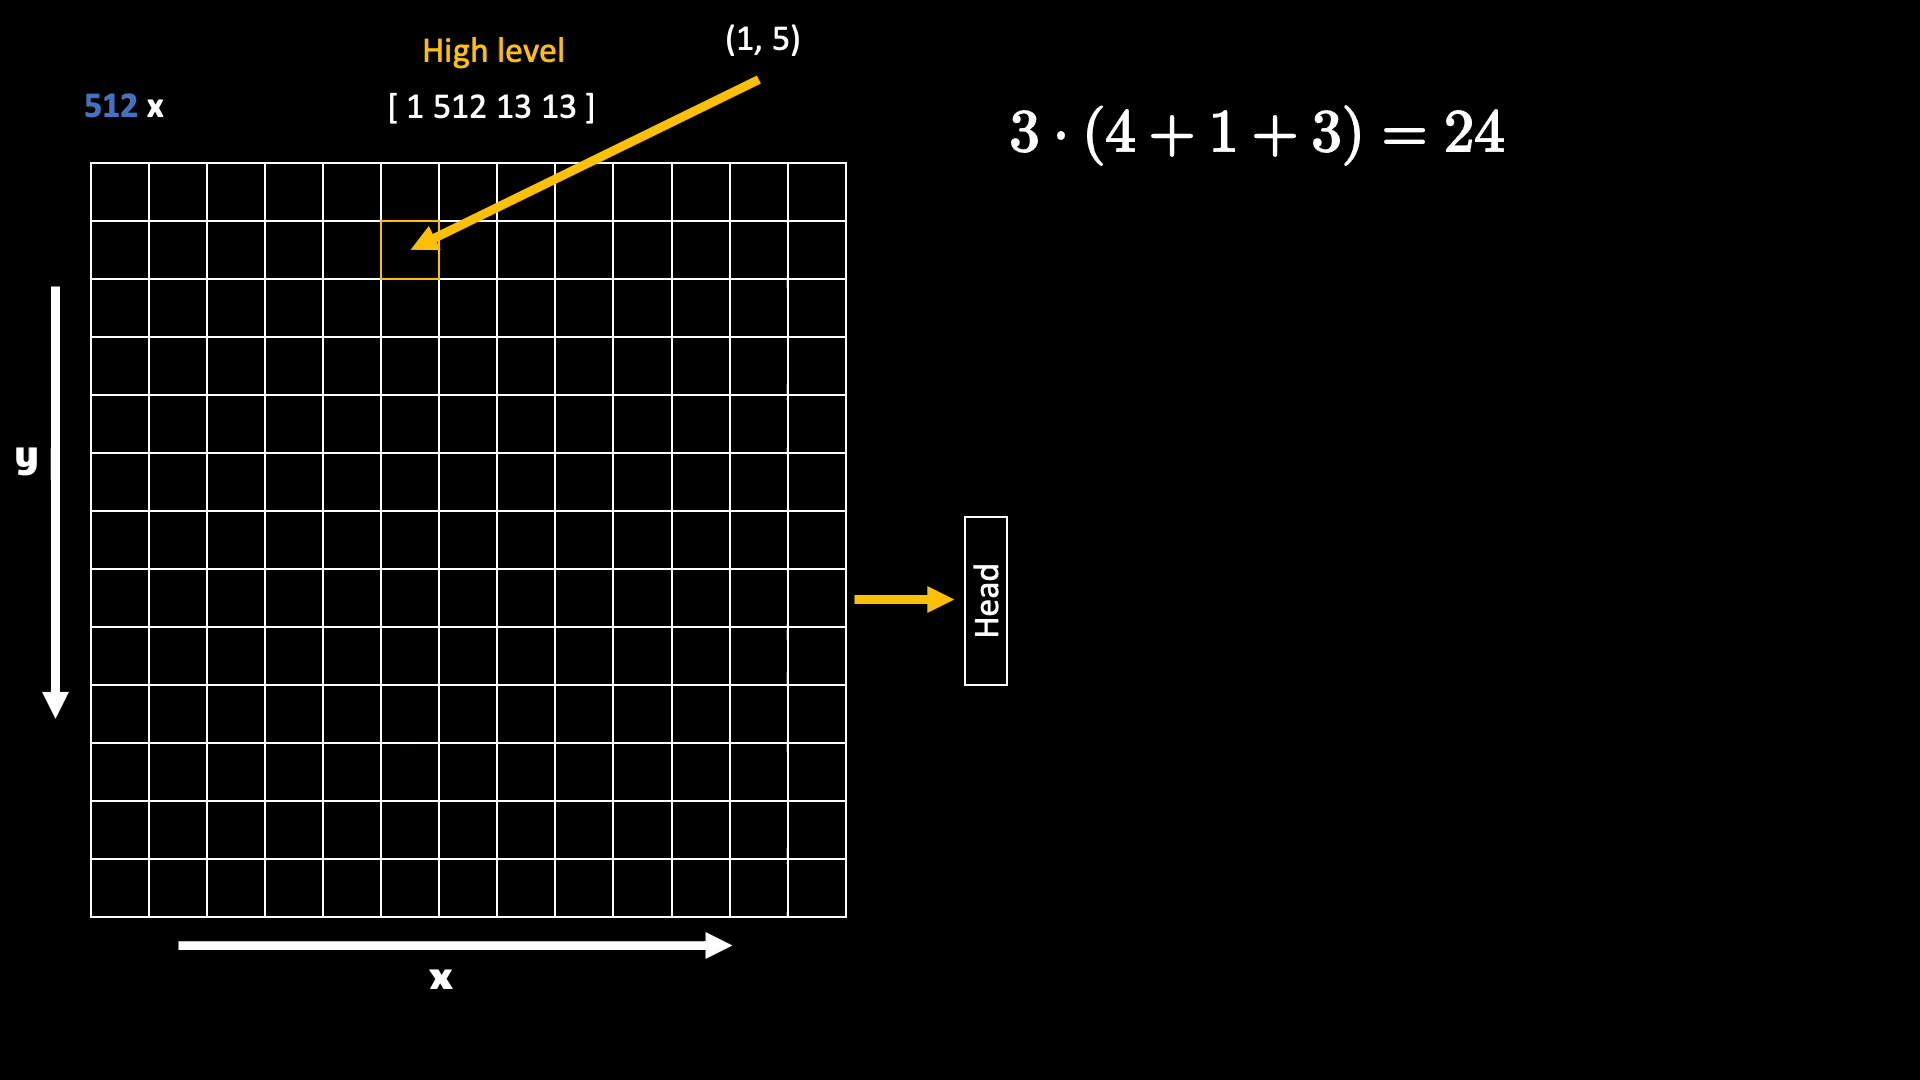 High level
(1, 5)
512 x
[ 1 512 13 13 ]
3 · (4 + 1 + 3) = 24
y
Head
x